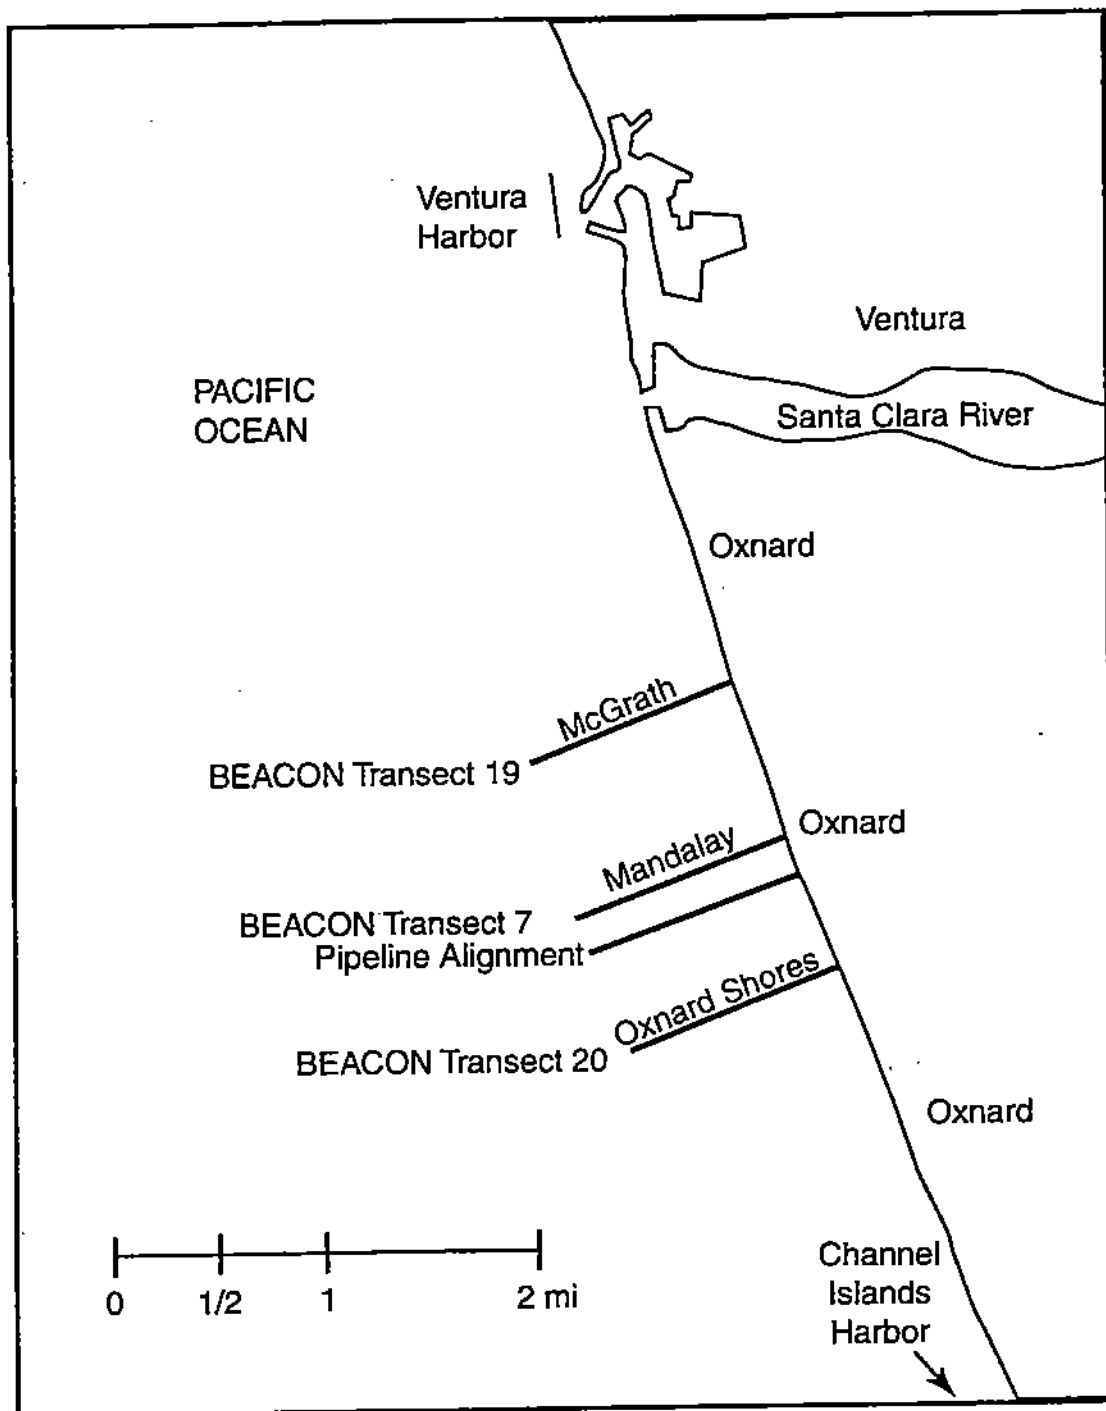 Ventura
Harbor
Ventura
PACIFIC
OCEAN
Santa Clara River
Oxnard
McGrath
BEACON Transect 19
Oxnard
Mandalay
BEACON Transect 7
Pipeline Alignment
Oxnard Shores
BEACON Transect 20
Oxnard
0 1/2 1 2 mi
Channel
Islands
Harbor